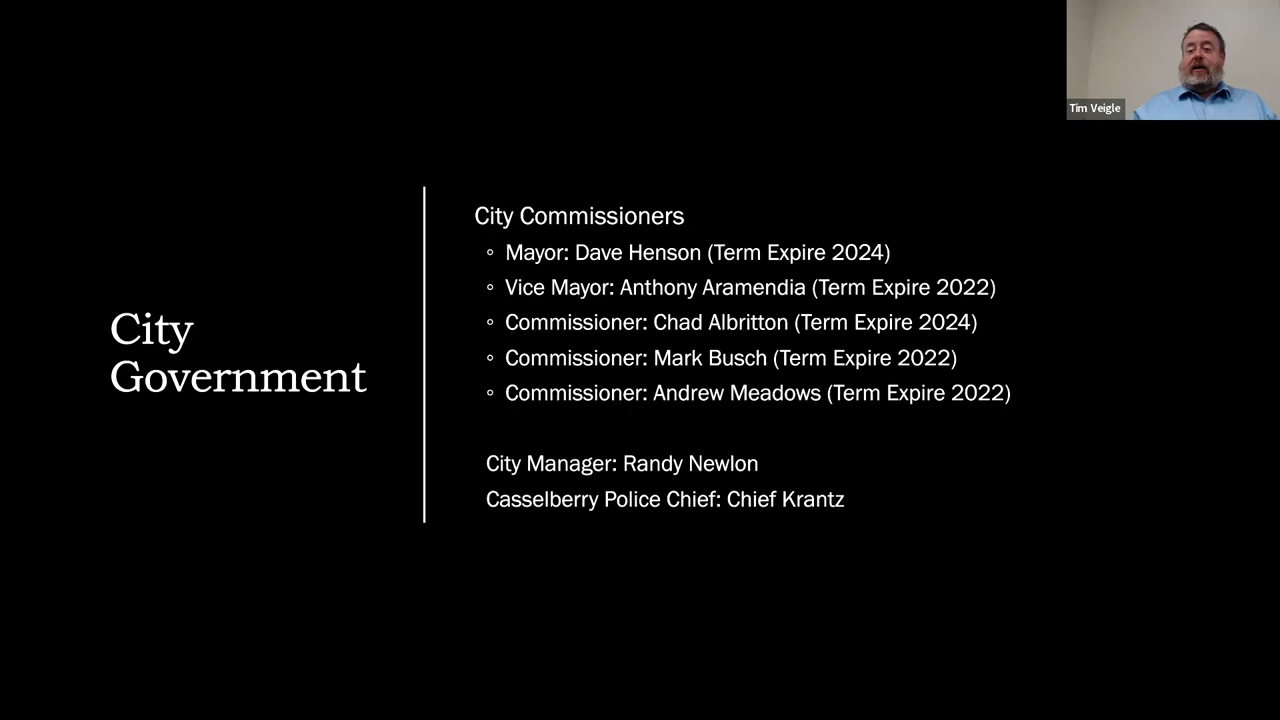 Tim Veigle
City
Government
City Commissioners
◦ Mayor: Dave Henson (Term Expire 2024)
◦ Vice Mayor: Anthony Aramendia (Term Expire 2022)
◦ Commissioner: Chad Albritton (Term Expire 2024)
◦ Commissioner: Mark Busch (Term Expire 2022)
◦ Commissioner: Andrew Meadows (Term Expire 2022)
City Manager: Randy Newlon
Casselberry Police Chief: Chief Krantz